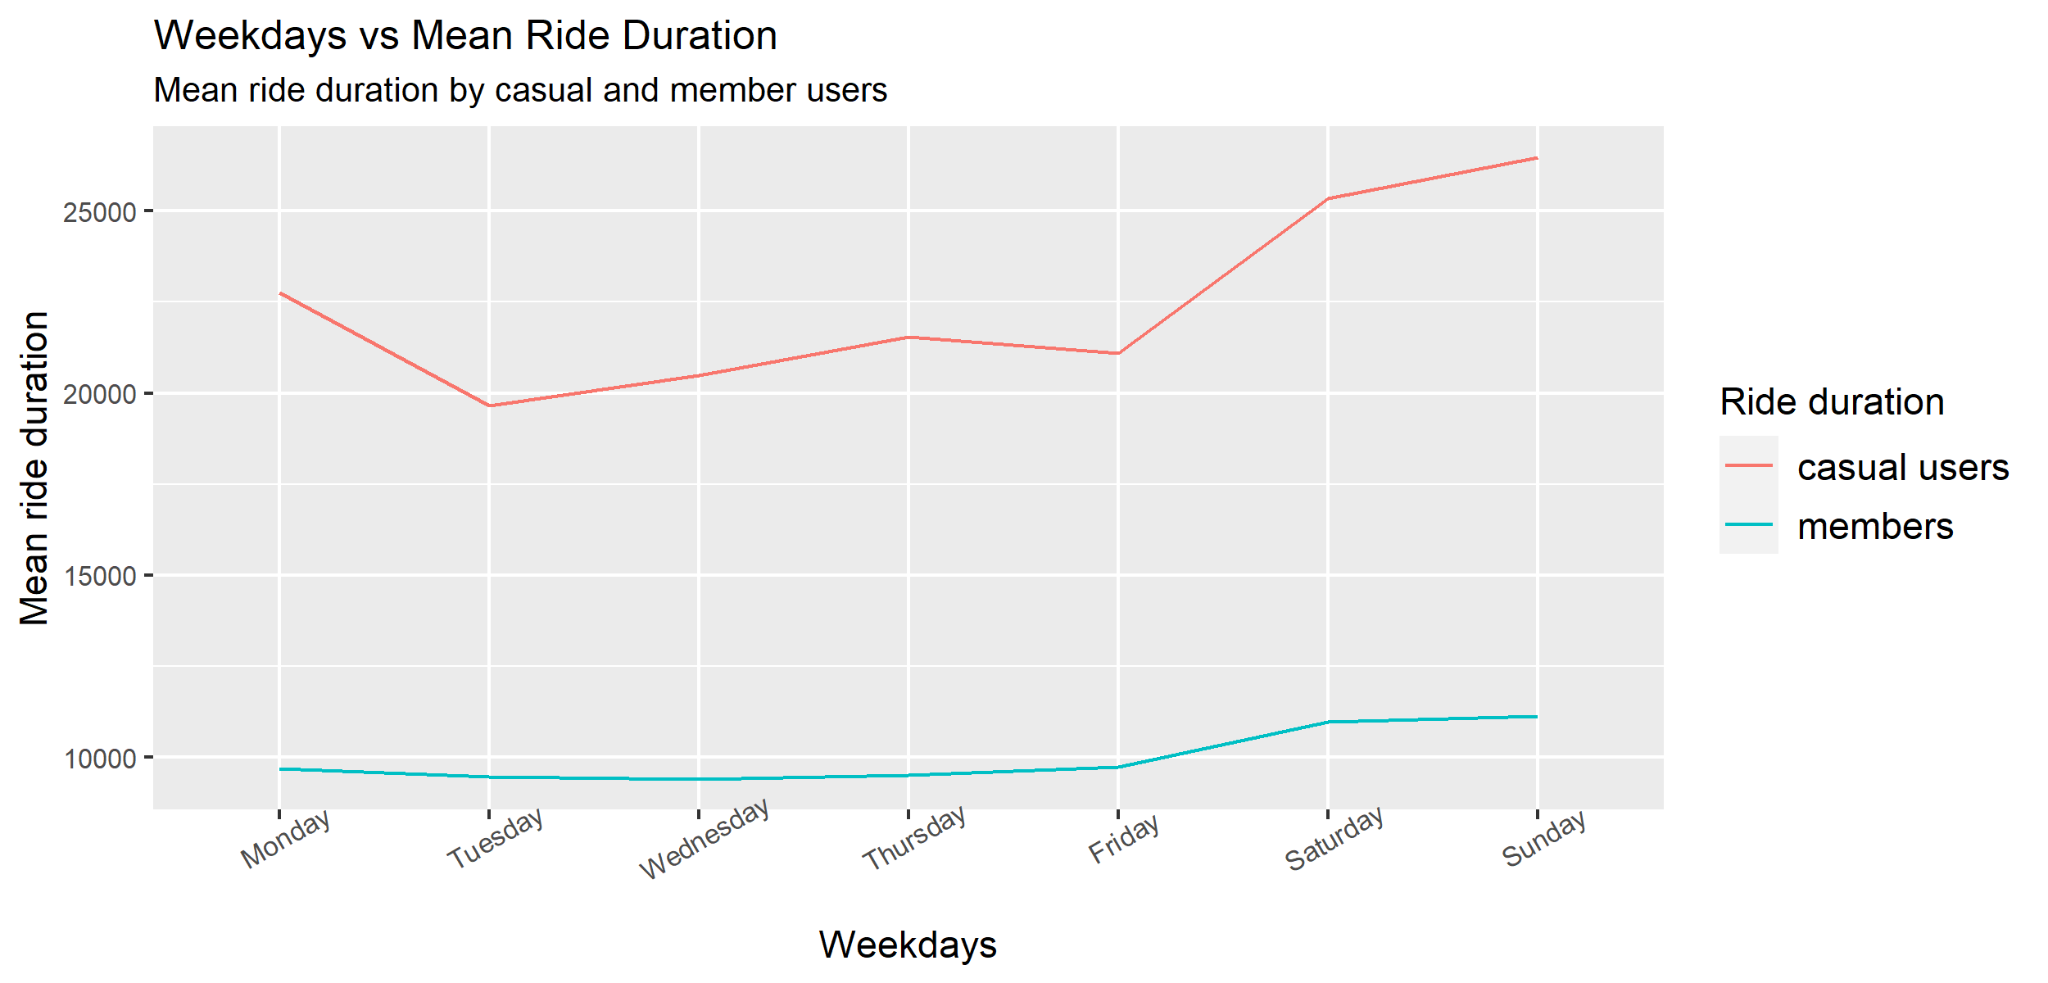 Weekdays vs Mean Ride Duration
Mean ride duration by casual and member users
Mean ride duration
25000
20000
15000
10000
Monday
Tuesday
Wednesday
Thursday
Friday
Saturday
Sunday
Weekdays
Ride duration
casual users
members